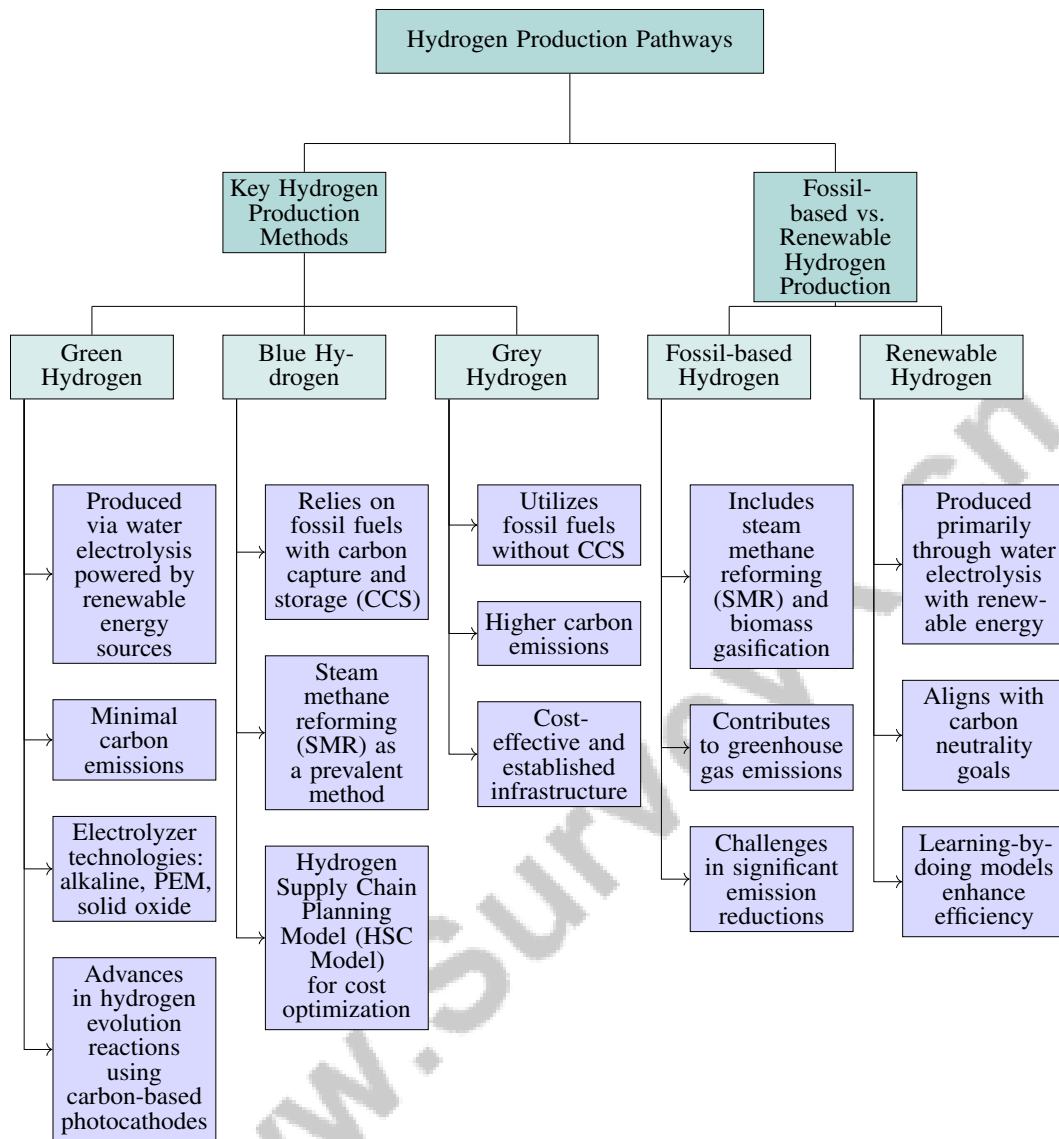 Hydrogen Production Pathways
Key Hydrogen
Production
Methods
Fossil-
based vs.
Renewable
Hydrogen
Production
Green
Hydrogen
Blue Hy-
drogen
Grey
Hydrogen
Fossil-based
Hydrogen
Renewable
Hydrogen
Produced
via water
electrolysis
powered by
renewable
energy
sources
Minimal
carbon
emissions
Electrolyzer
technologies:
alkaline, PEM,
solid oxide
Advances
in hydrogen
evolution
reactions
using
carbon-based
photocathodes
Relies on
fossil fuels
with carbon
capture and
storage (CCS)
Steam
methane
reforming
(SMR) as
a prevalent
method
Hydrogen
Supply Chain
Planning
Model (HSC
Model)
for cost
optimization
Utilizes
fossil fuels
without CCS
Higher carbon
emissions
Cost-
effective and
established
infrastructure
Includes
steam
methane
reforming
(SMR) and
biomass
gasification
Contributes
to greenhouse
gas emissions
Challenges
in significant
emission
reductions
Produced
primarily
through water
electrolysis
with renew-
able energy
Aligns with
carbon
neutrality
goals
Learning-by-
doing models
enhance
efficiency